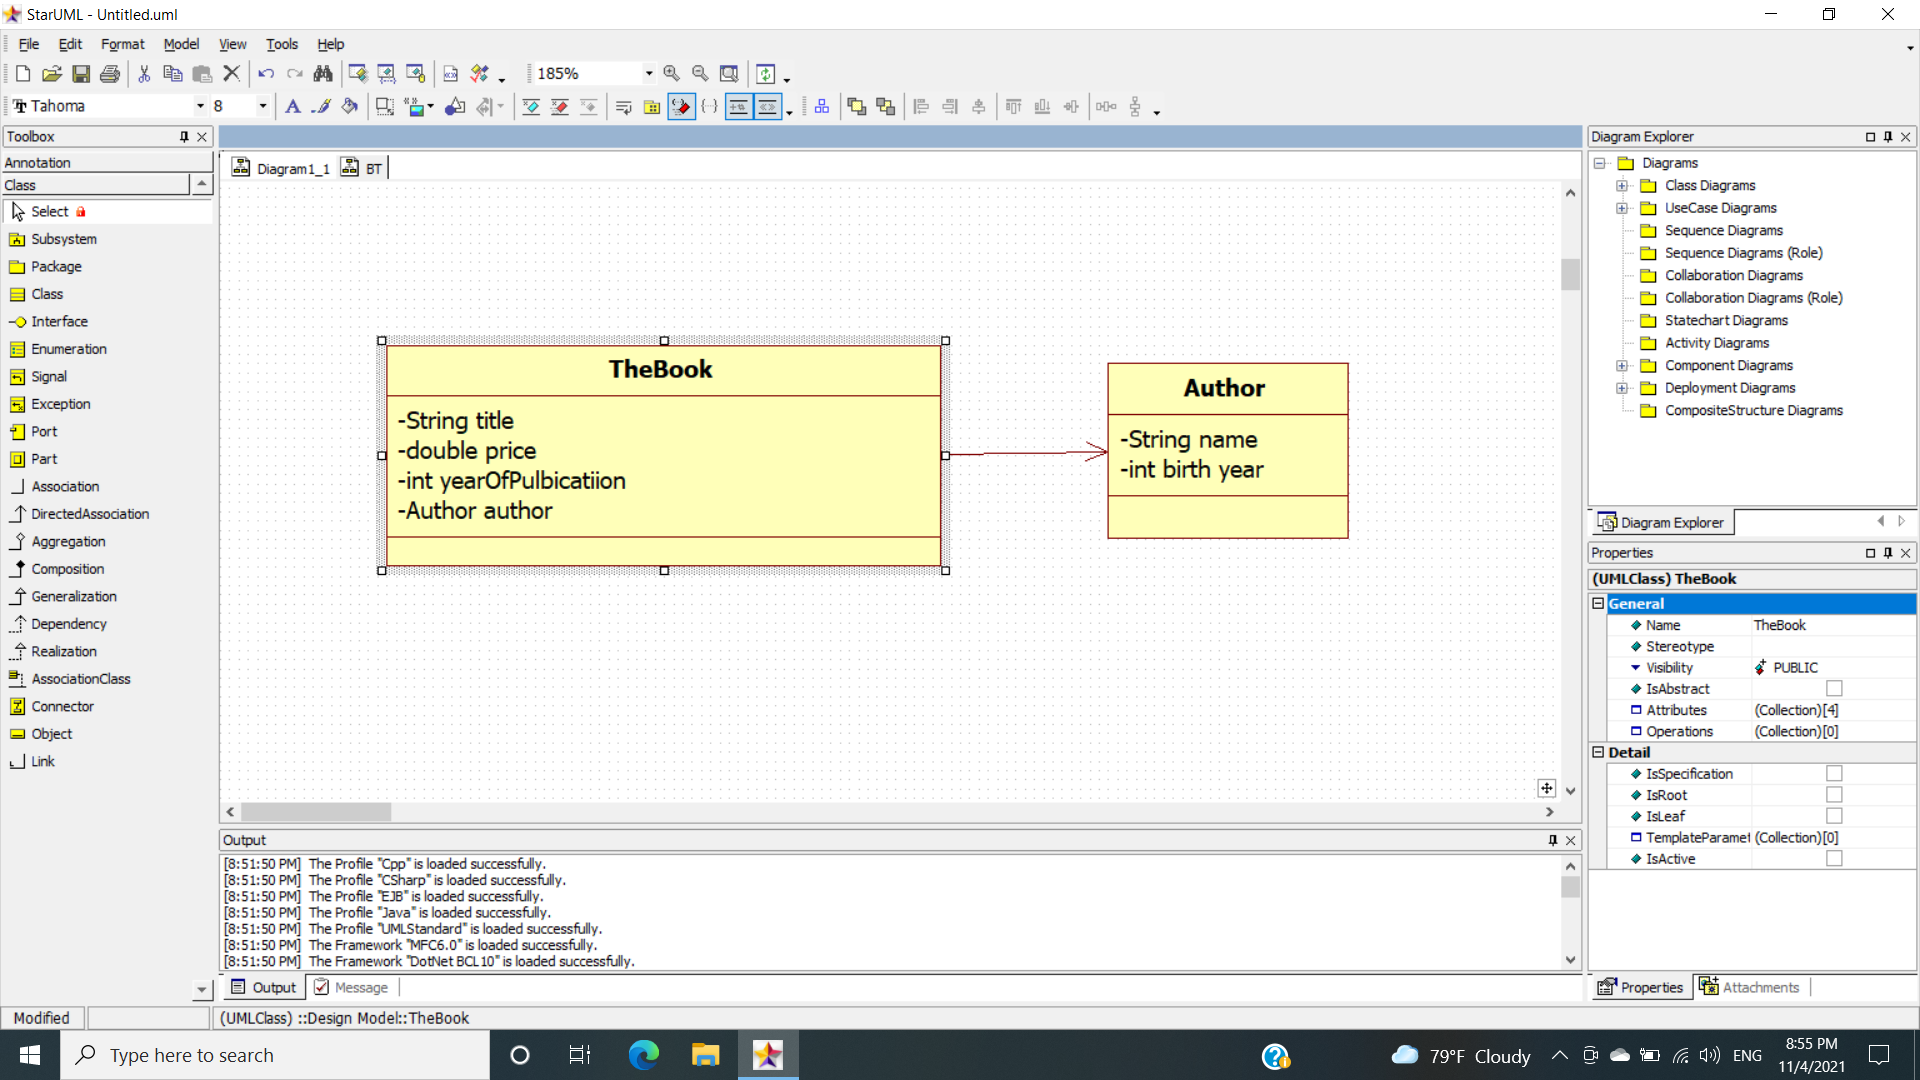 StarUML - Untitled.uml
File Edit Format Model View Tools Help
185%
Tahoma 8
Toolbox
Annotation
Class
Select
Subsystem
Package
Class
Interface
Enumeration
Signal
Exception
Port
Part
Association
DirectedAssociation
Aggregation
Composition
Generalization
Dependency
Realization
AssociationClass
Connector
Object
Link
Diagram1_1 BT
TheBook
-String title
-double price
-int yearOfPulbicatiion
-Author author
Author
-String name
-int birth year
Output
[8:51:50 PM] The Profile "Cpp" is loaded successfully.
[8:51:50 PM] The Profile "CSharp" is loaded successfully.
[8:51:50 PM] The Profile "EJB" is loaded successfully.
[8:51:50 PM] The Profile "Java" is loaded successfully.
[8:51:50 PM] The Profile "UMLStandard" is loaded successfully.
[8:51:50 PM] The Framework "MFC6.0" is loaded successfully.
[8:51:50 PM] The Framework "DotNet BCL10" is loaded successfully.
Output Message
Diagram Explorer
Diagrams
Class Diagrams
UseCase Diagrams
Sequence Diagrams
Sequence Diagrams (Role)
Collaboration Diagrams
Collaboration Diagrams (Role)
Statechart Diagrams
Activity Diagrams
Component Diagrams
Deployment Diagrams
CompositeStructure Diagrams
Diagram Explorer
Properties
(UMLClass) TheBook
General
Name TheBook
Stereotype
Visibility PUBLIC
IsAbstract
Attributes (Collection)[4]
Operations (Collection)[0]
Detail
IsSpecification
IsRoot
IsLeaf
TemplateParamet (Collection)[0]
IsActive
Properties Attachments
Modified (UMLClass) ::Design Model::TheBook
Type here to search
79°F Cloudy
ENG
8:55 PM
11/4/2021